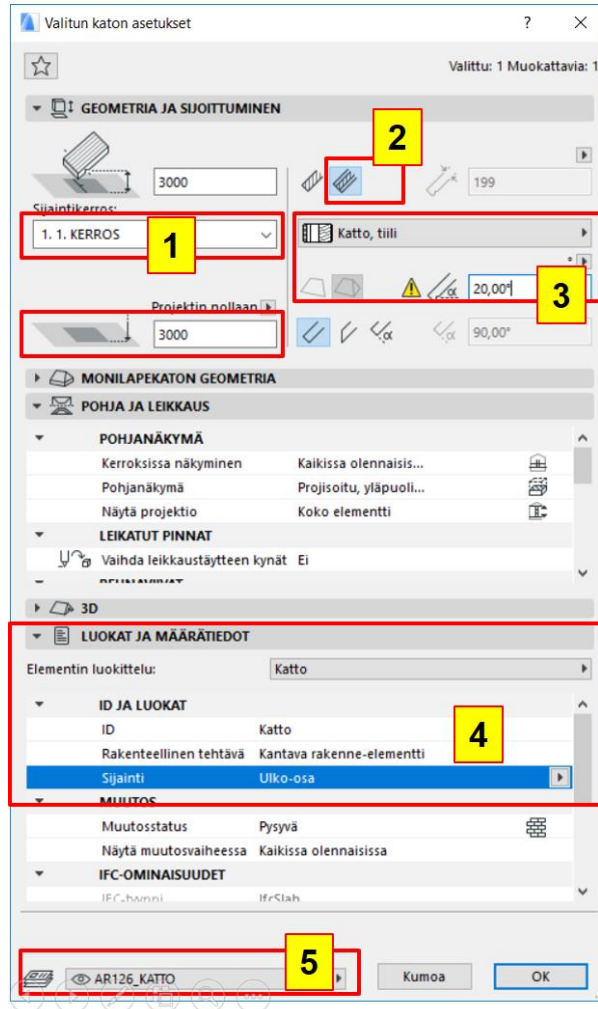 Valitun katon asetukset
?
Valittu: 1 Muokattavia: 1
GEOMETRIA JA SIJOITTUMINEN
2
3000
199
Sijaintikerros:
1. 1. KERROS
1
Katto, tiili
°
α
20,00°
3
Projektin nollaan
3000
α
α
90,00°
MONILAPEKATON GEOMETRIA
POHJA JA LEIKKAUS
POHJANÄKYMÄ
Kerroksissa näkyminen Kaikissa olennaisis...
Pohjanäkymä Projisoitu, yläpuoli...
Näytä projektio Koko elementti
LEIKATUT PINNAT
Vaihda leikkaustäytteen kynät Ei
REUNAVIIVAT
3D
LUOKAT JA MÄÄRÄTIEDOT
Elementin luokittelu: Katto
ID JA LUOKAT
ID Katto
4
Rakenteellinen tehtävä Kantava rakenne-elementti
Sijainti Ulko-osa
MUUTOS
Muutosstatus Pysyvä
Näytä muutosvaiheessa Kaikissa olennaisissa
IFC-OMINAISUUDET
IFC-tyyppi IfcSlab
5
AR126_KATTO
Kumoa
OK